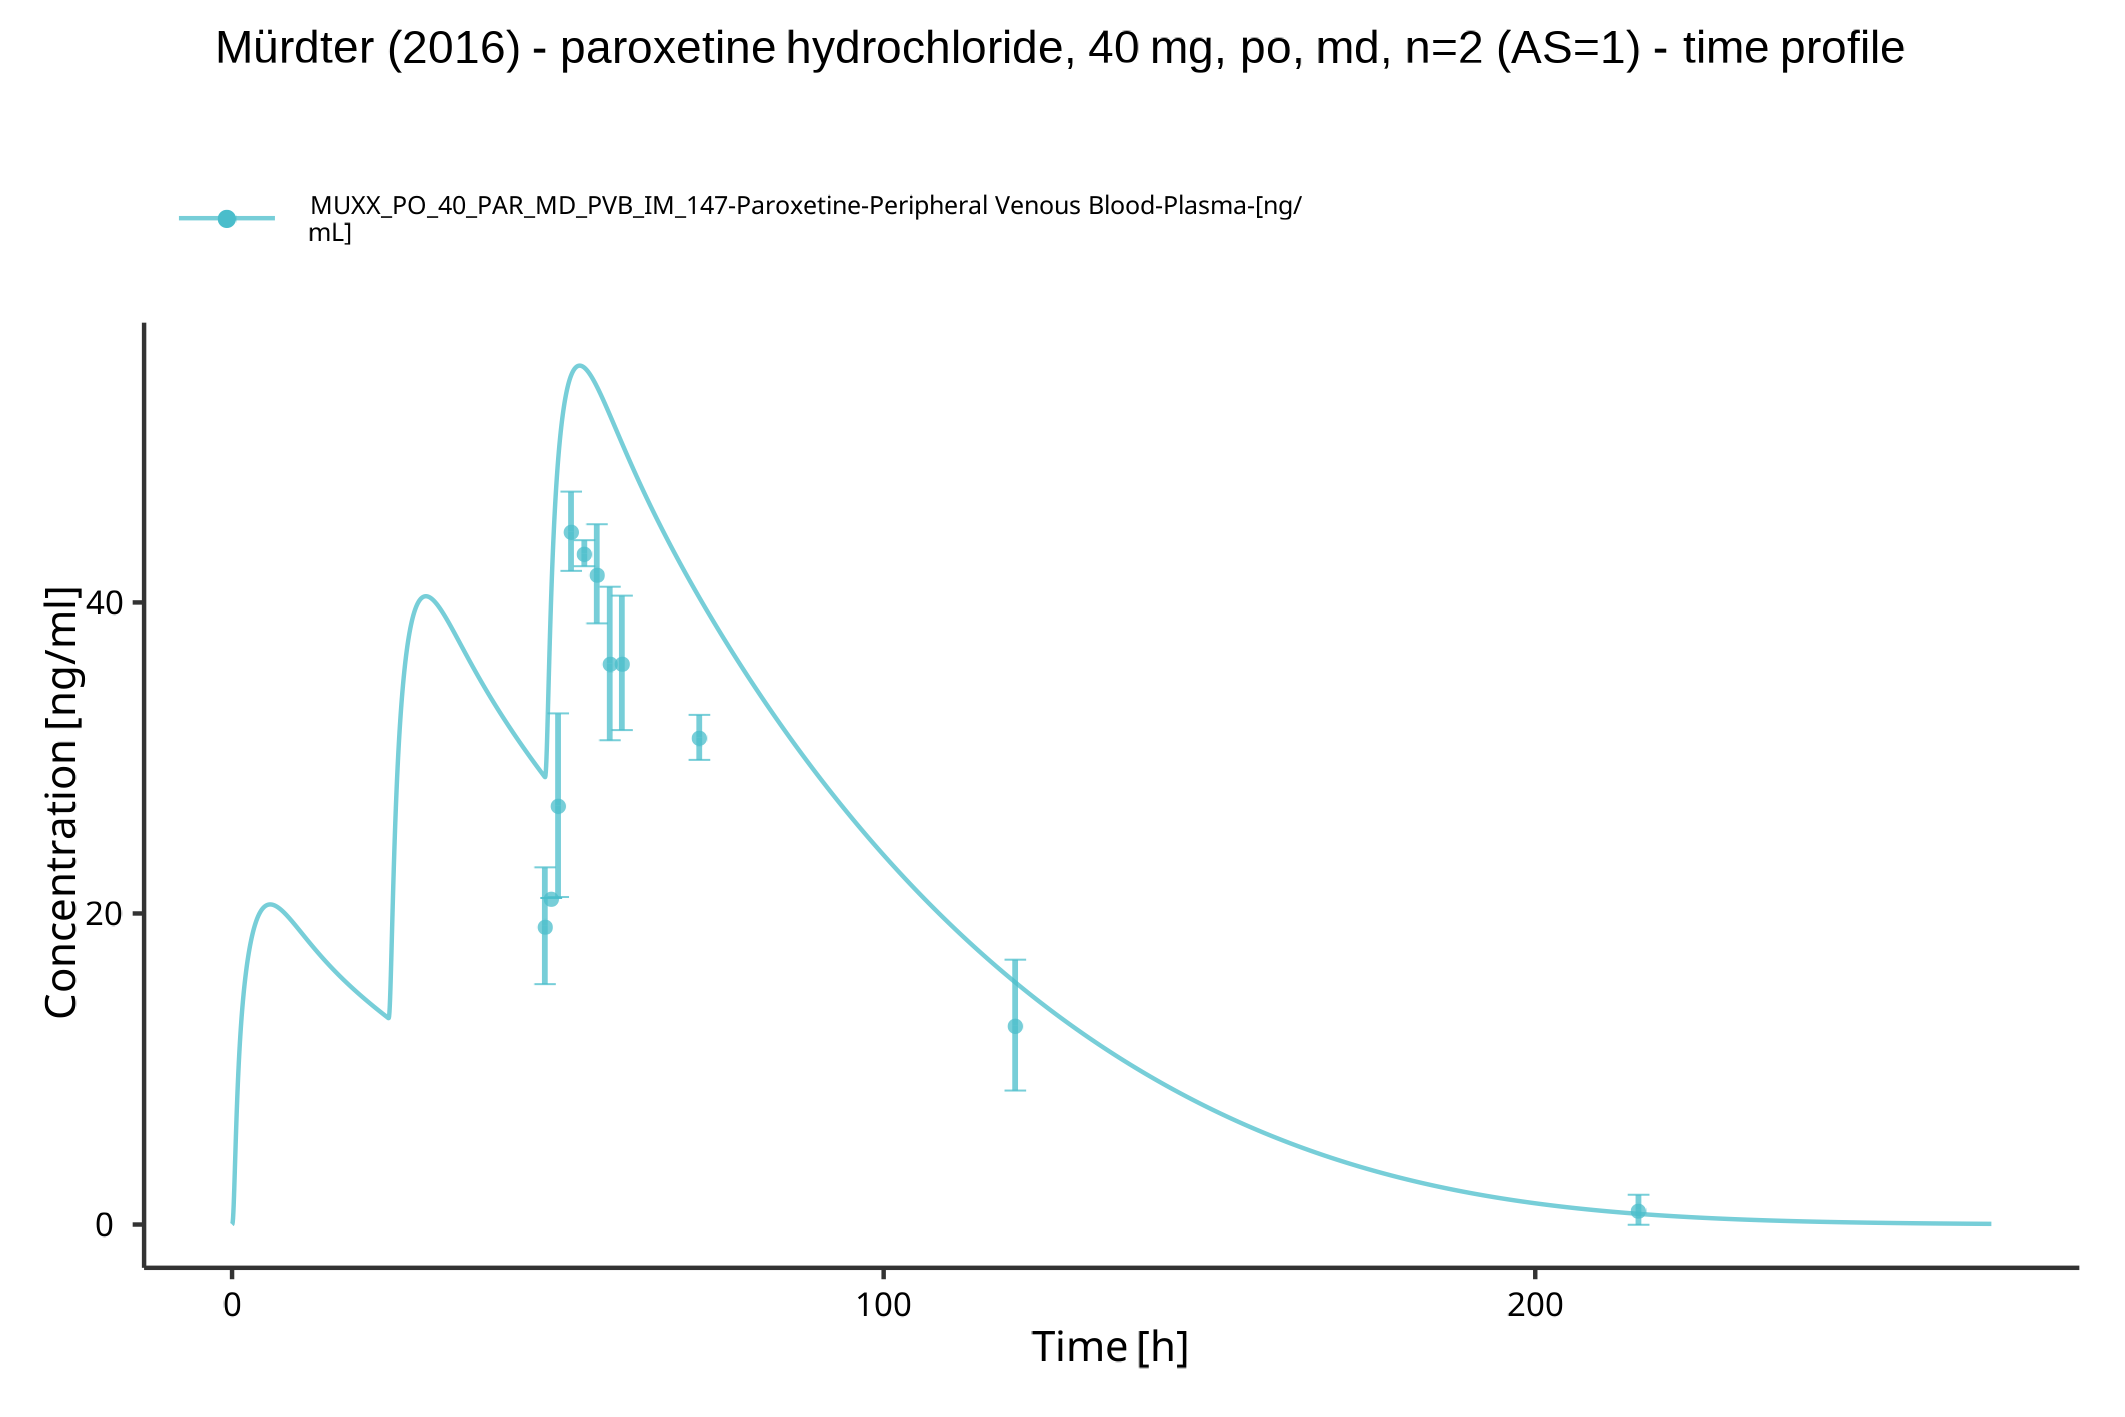 Mürdter (2016) - paroxetine hydrochloride, 40 mg, po, md, n=2 (AS=1) - time profile
MUXX_PO_40_PAR_MD_PVB_IM_147-Paroxetine-Peripheral Venous Blood-Plasma-[ng/
mL]
Concentration [ng/ml]
40
20
0
0 100 200
Time [h]